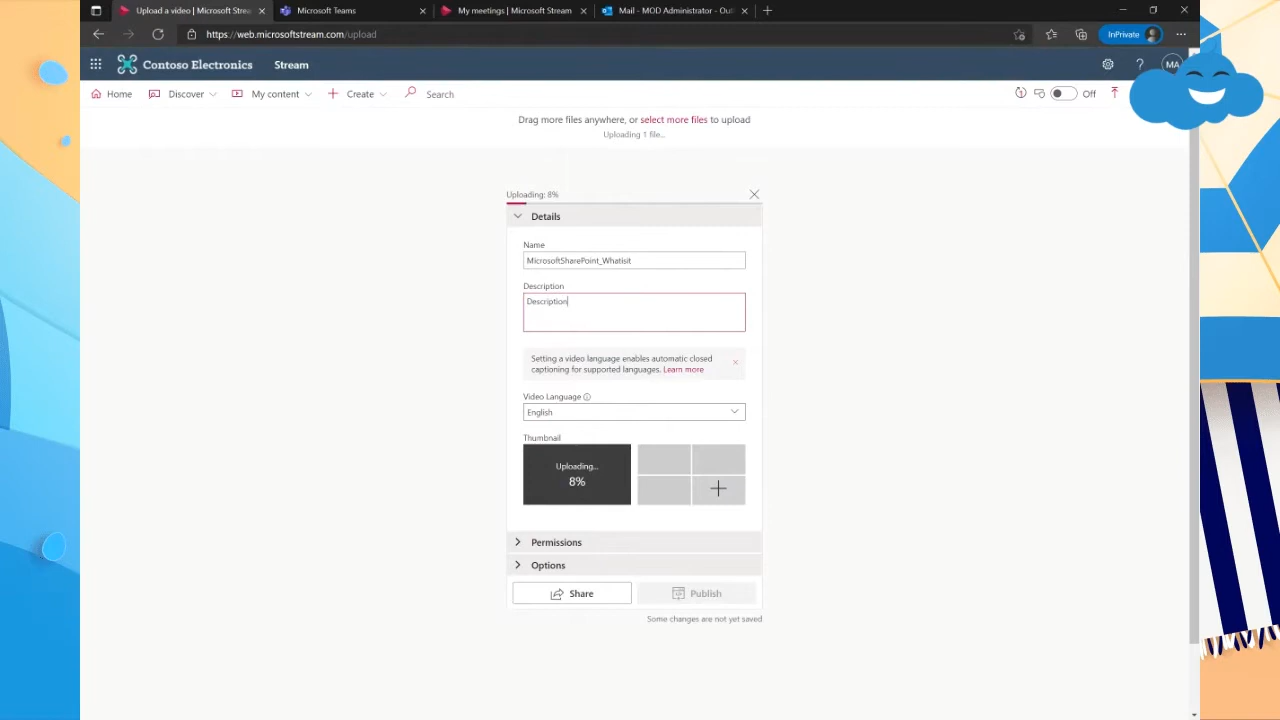 Upload a video | Microsoft Strea
Microsoft Teams
My meetings | Microsoft Stream
Mail - MOD Administrator - Outl
https://web.microsoftstream.com/upload
InPrivate
Contoso Electronics
Stream
MA
Home
Discover
My content
Create
Search
Off
Drag more files anywhere, or select more files to upload
Uploading 1 file...
Uploading: 8%
Details
Name
MicrosoftSharePoint_Whatisit
Description
Description
Setting a video language enables automatic closed
captioning for supported languages. Learn more
Video Language
English
Thumbnail
Uploading...
8%
Permissions
Options
Share
Publish
Some changes are not yet saved